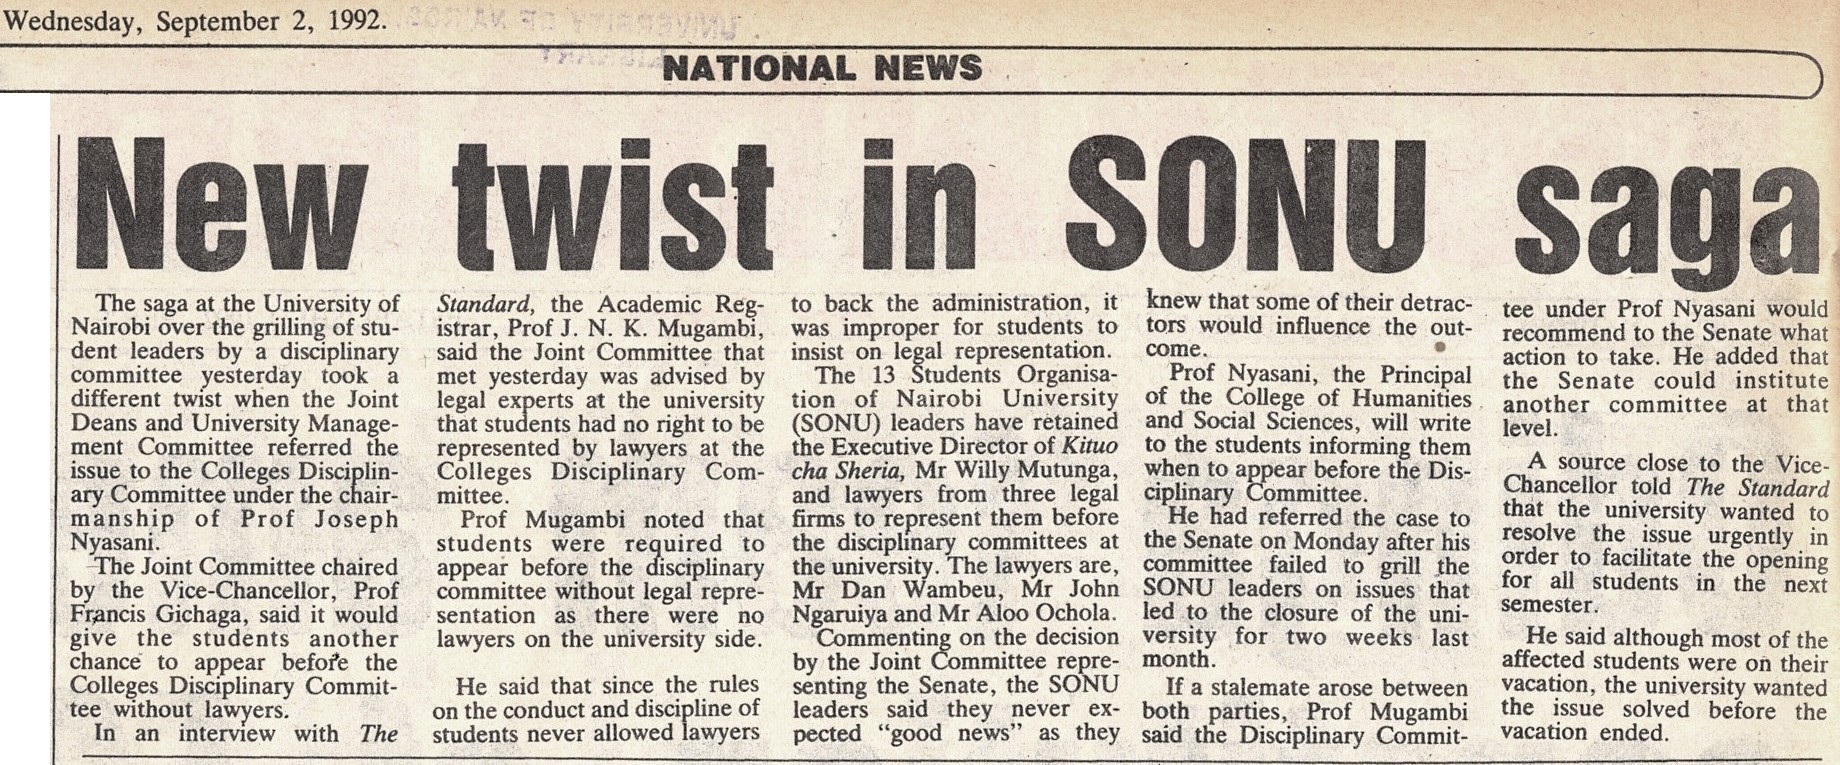 Wednesday, September 2, 1992.
NATIONAL NEWS
New twist in SONU saga
The saga at the University of
Nairobi over the grilling of stu-
dent leaders by a disciplinary
committee yesterday took a
different twist when the Joint
Deans and University Manage-
ment Committee referred the
issue to the Colleges Disciplin-
ary Committee under the chair-
manship of Prof Joseph
Nyasani.
The Joint Committee chaired
by the Vice-Chancellor, Prof
Francis Gichaga, said it would
give the students another
chance to appear before the
Colleges Disciplinary Commit-
tee without lawyers.
In an interview with The
Standard, the Academic Reg-
istrar, Prof J. N. K. Mugambi,
said the Joint Committee that
met yesterday was advised by
legal experts at the university
that students had no right to be
represented by lawyers at the
Colleges Disciplinary Com-
mittee.
Prof Mugambi noted that
students were required to
appear before the disciplinary
committee without legal repre-
sentation as there were no
lawyers on the university side.
He said that since the rules
on the conduct and discipline of
students never allowed lawyers
to back the administration, it
was improper for students to
insist on legal representation.
The 13 Students Organisa-
tion of Nairobi University
(SONU) leaders have retained
the Executive Director of Kituo
cha Sheria, Mr Willy Mutunga,
and lawyers from three legal
firms to represent them before
the disciplinary committees at
the university. The lawyers are,
Mr Dan Wambeu, Mr John
Ngaruiya and Mr Aloo Ochola.
Commenting on the decision
by the Joint Committee repre-
senting the Senate, the SONU
leaders said they never ex-
pected "good news" as they
knew that some of their detrac-
tors would influence the out-
come.
Prof Nyasani, the Principal
of the College of Humanities
and Social Sciences, will write
to the students informing them
when to appear before the Dis-
ciplinary Committee.
He had referred the case to
the Senate on Monday after his
committee failed to grill the
SONU leaders on issues that
led to the closure of the uni-
versity for two weeks last
month.
If a stalemate arose between
both parties, Prof Mugambi
said the Disciplinary Commit-
tee under Prof Nyasani would
recommend to the Senate what
action to take. He added that
the Senate could institute
another committee at that
level.
A source close to the Vice-
Chancellor told The Standard
that the university wanted to
resolve the issue urgently in
order to facilitate the opening
for all students in the next
semester.
He said although most of the
affected students were on their
vacation, the university wanted
the issue solved before the
vacation ended.